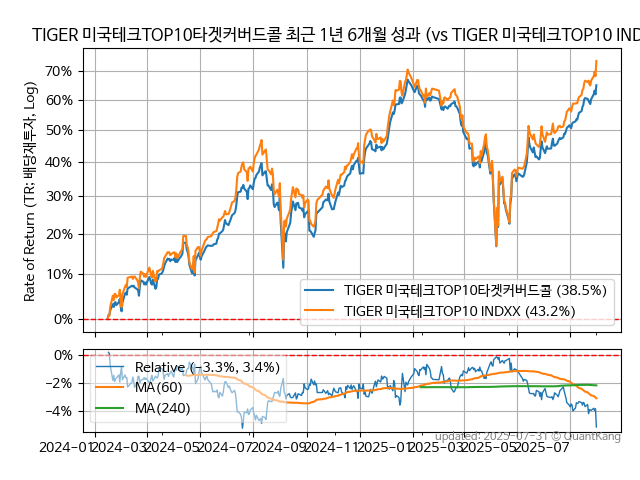 TIGER 미국테크TOP10타겟커버드콜 최근 1년 6개월 성과 (vs TIGER 미국테크TOP10 IND
Rate of Return (TR: 배당재투자, Log)
70%
60%
50%
40%
30%
20%
10%
0%
TIGER 미국테크TOP10타겟커버드콜 (38.5%)
TIGER 미국테크TOP10 INDXX (43.2%)
0%
−2%
−4%
Relative (−3.3%, 3.4%)
MA(60)
MA(240)
2024-01 2024-03 2024-05 2024-07 2024-09 2024-11 2025-01 2025-03 2025-05 2025-07
updated: 2025-07-31 © QuantKang